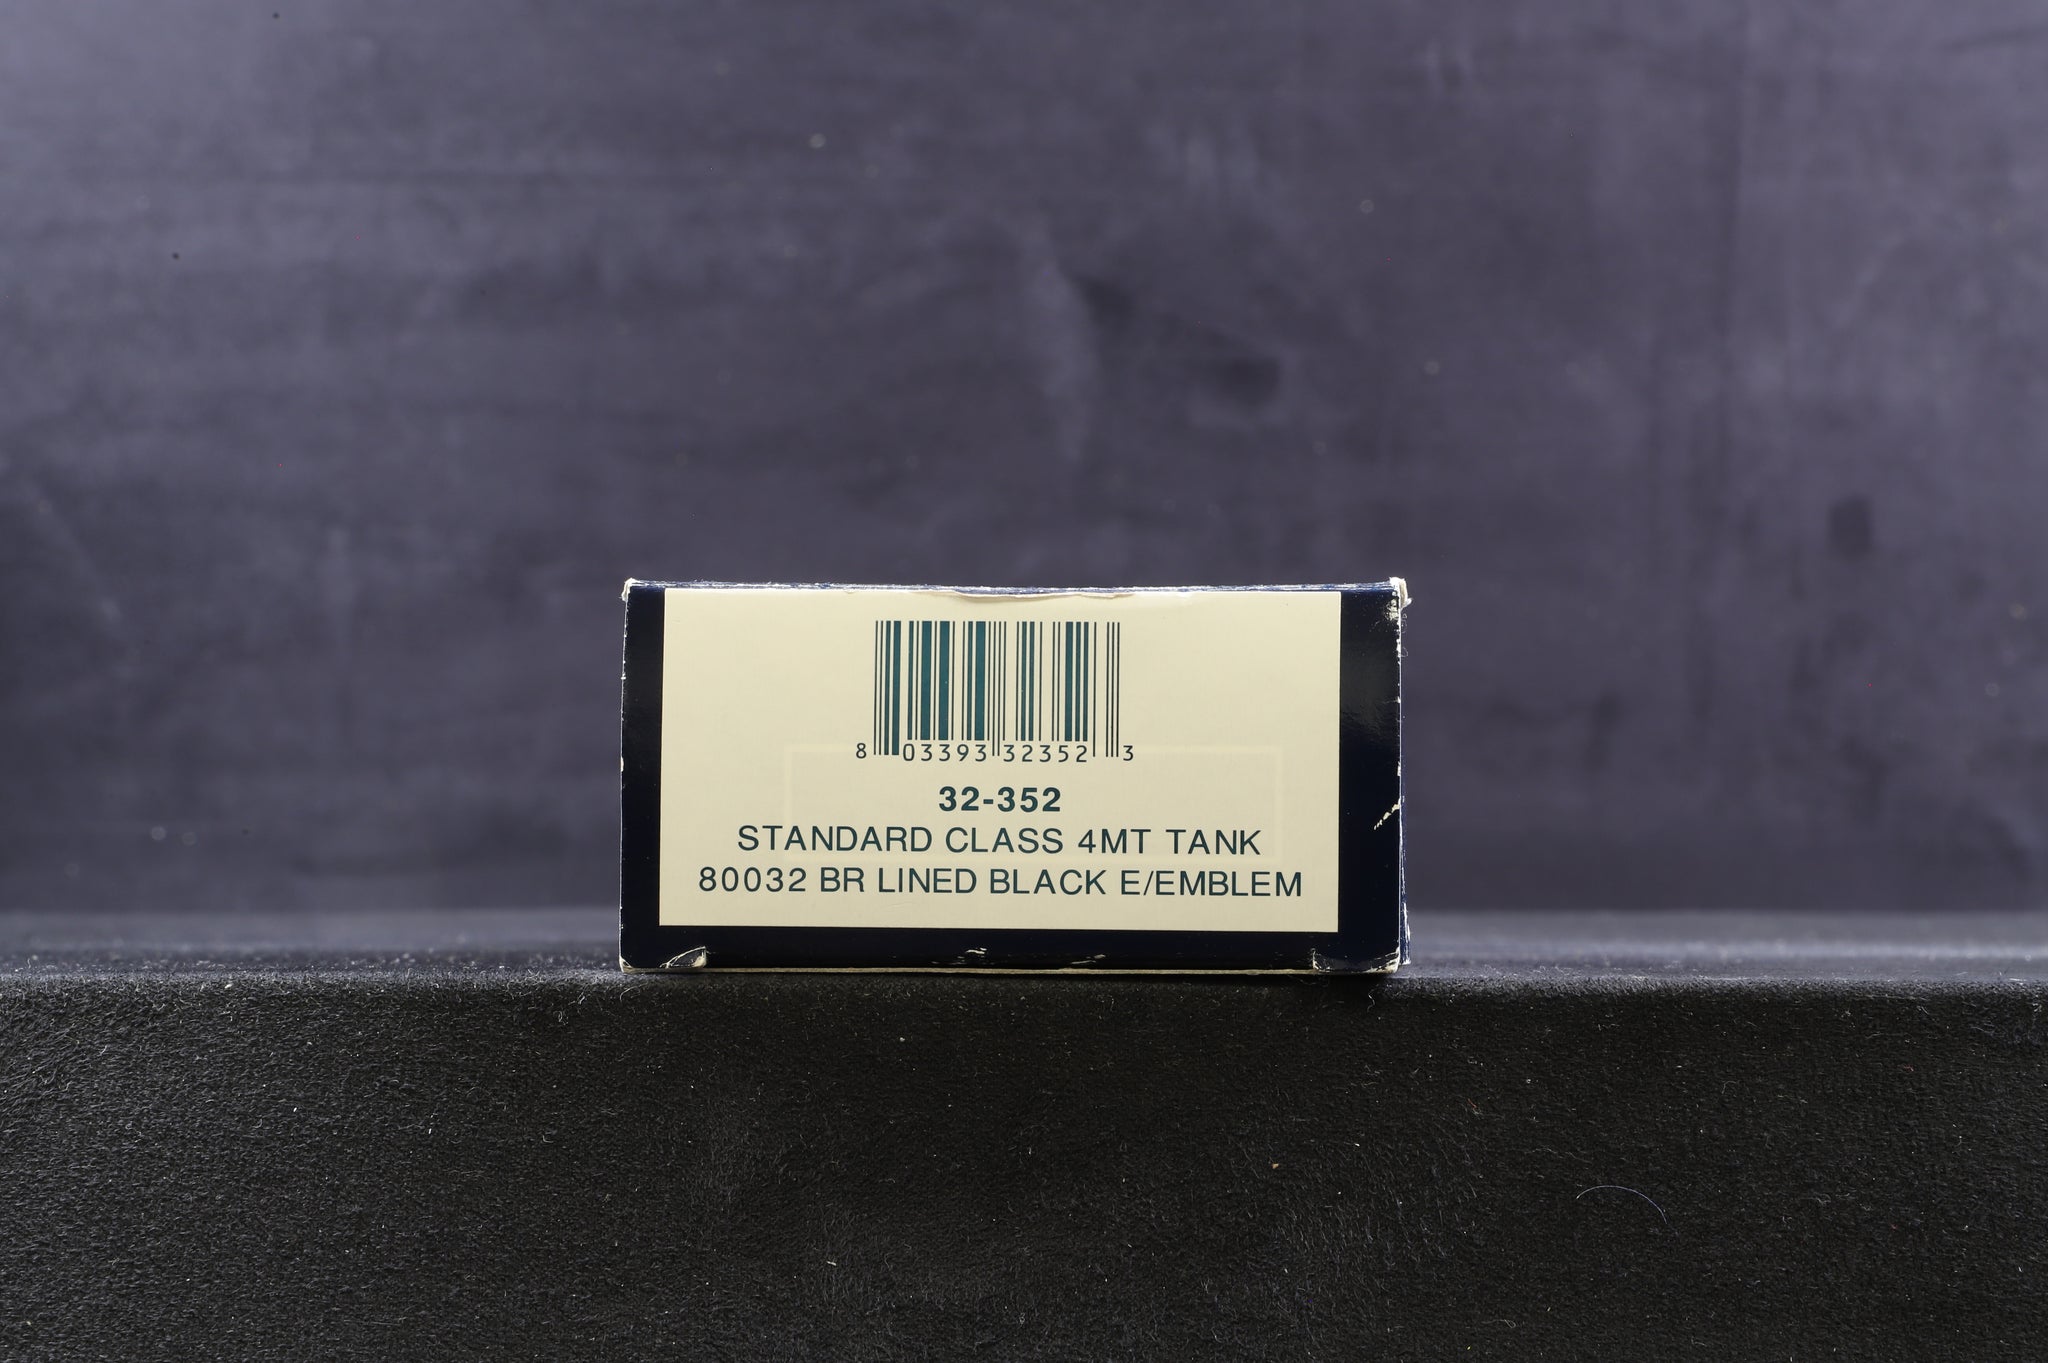 8 03393 32352 3
32-352
STANDARD CLASS 4MT TANK
80032 BR LINED BLACK E/EMBLEM